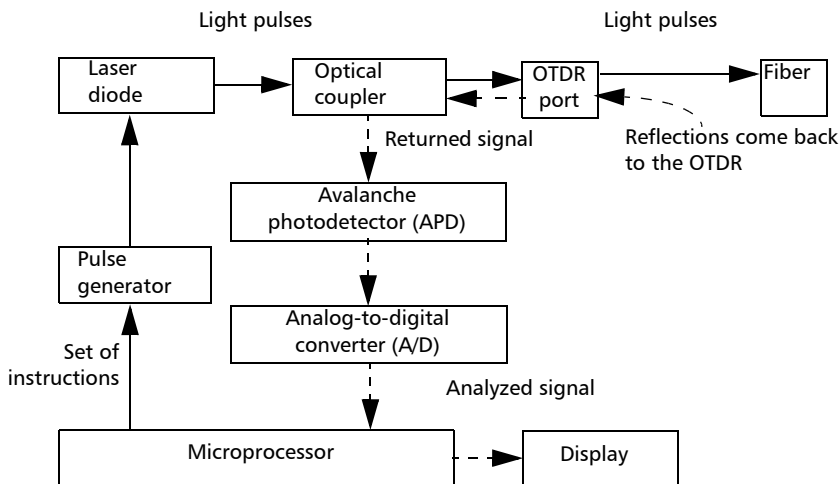 Light pulses
Light pulses
Laser
diode
Optical
coupler
OTDR
port
Fiber
Returned signal
Reflections come back
to the OTDR
Avalanche
photodetector (APD)
Pulse
generator
Analog-to-digital
converter (A/D)
Set of
instructions
Analyzed signal
Microprocessor
Display